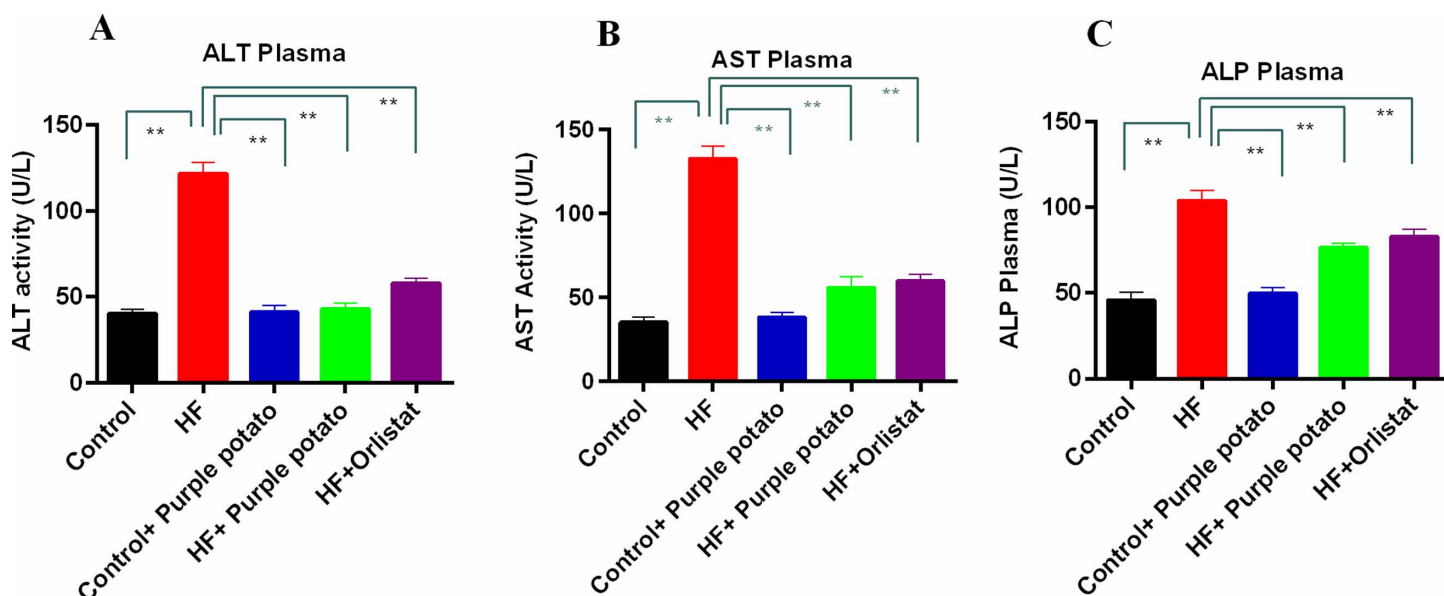 A
ALT Plasma
**
**
**
**
ALT activity (U/L)
150
100
50
0
Control
HF
Control+ Purple potato
HF+ Purple potato
HF+Orlistat
B
AST Plasma
**
**
**
**
AST Activity (U/L)
150
100
50
0
Control
HF
Control+ Purple potato
HF+ Purple potato
HF+Orlistat
C
ALP Plasma
**
**
**
**
ALP Plasma (U/L)
150
100
50
0
Control
HF
Control+ Purple potato
HF+ Purple potato
HF+Orlistat